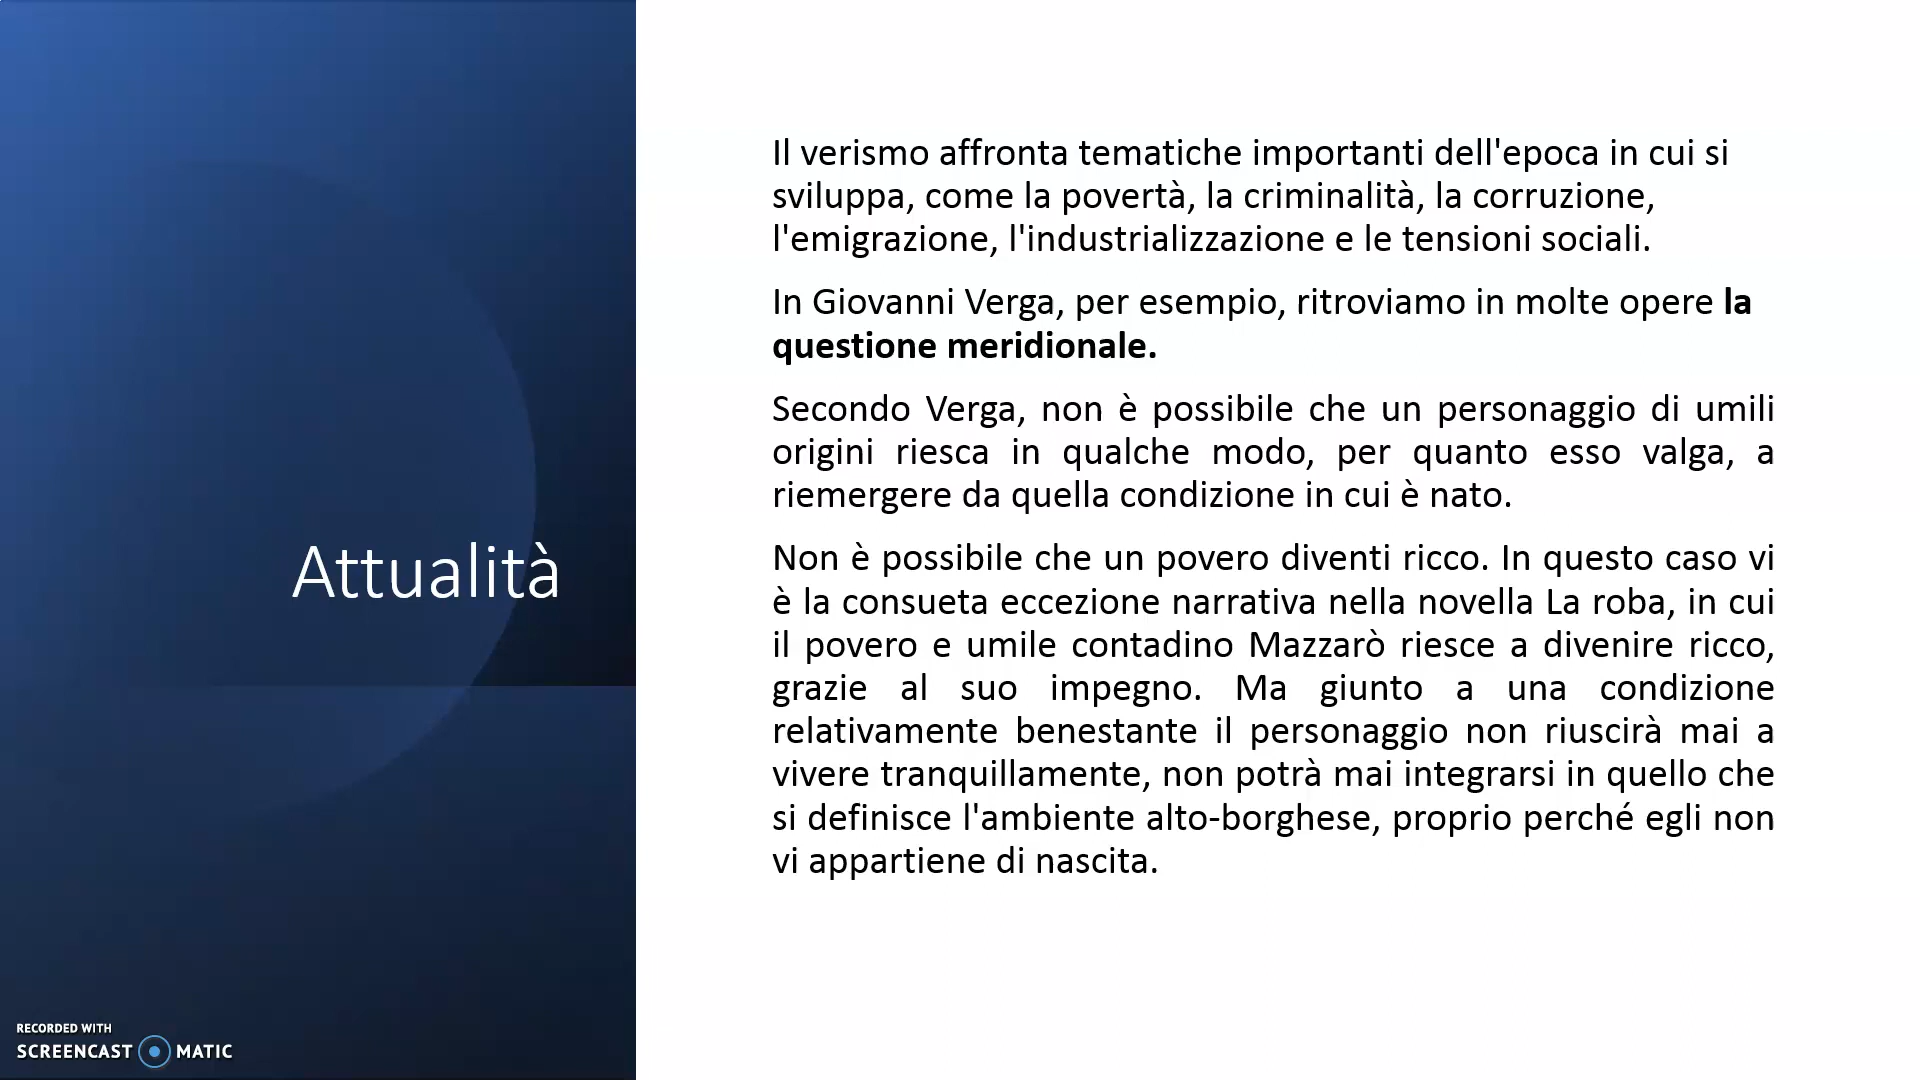 Attualità
Il verismo affronta tematiche importanti dell'epoca in cui si
sviluppa, come la povertà, la criminalità, la corruzione,
l'emigrazione, l'industrializzazione e le tensioni sociali.
In Giovanni Verga, per esempio, ritroviamo in molte opere la
questione meridionale.
Secondo Verga, non è possibile che un personaggio di umili
origini riesca in qualche modo, per quanto esso valga, a
riemergere da quella condizione in cui è nato.
Non è possibile che un povero diventi ricco. In questo caso vi
è la consueta eccezione narrativa nella novella La roba, in cui
il povero e umile contadino Mazzarò riesce a divenire ricco,
grazie al suo impegno. Ma giunto a una condizione
relativamente benestante il personaggio non riuscirà mai a
vivere tranquillamente, non potrà mai integrarsi in quello che
si definisce l'ambiente alto-borghese, proprio perché egli non
vi appartiene di nascita.
RECORDED WITH
SCREENCAST MATIC